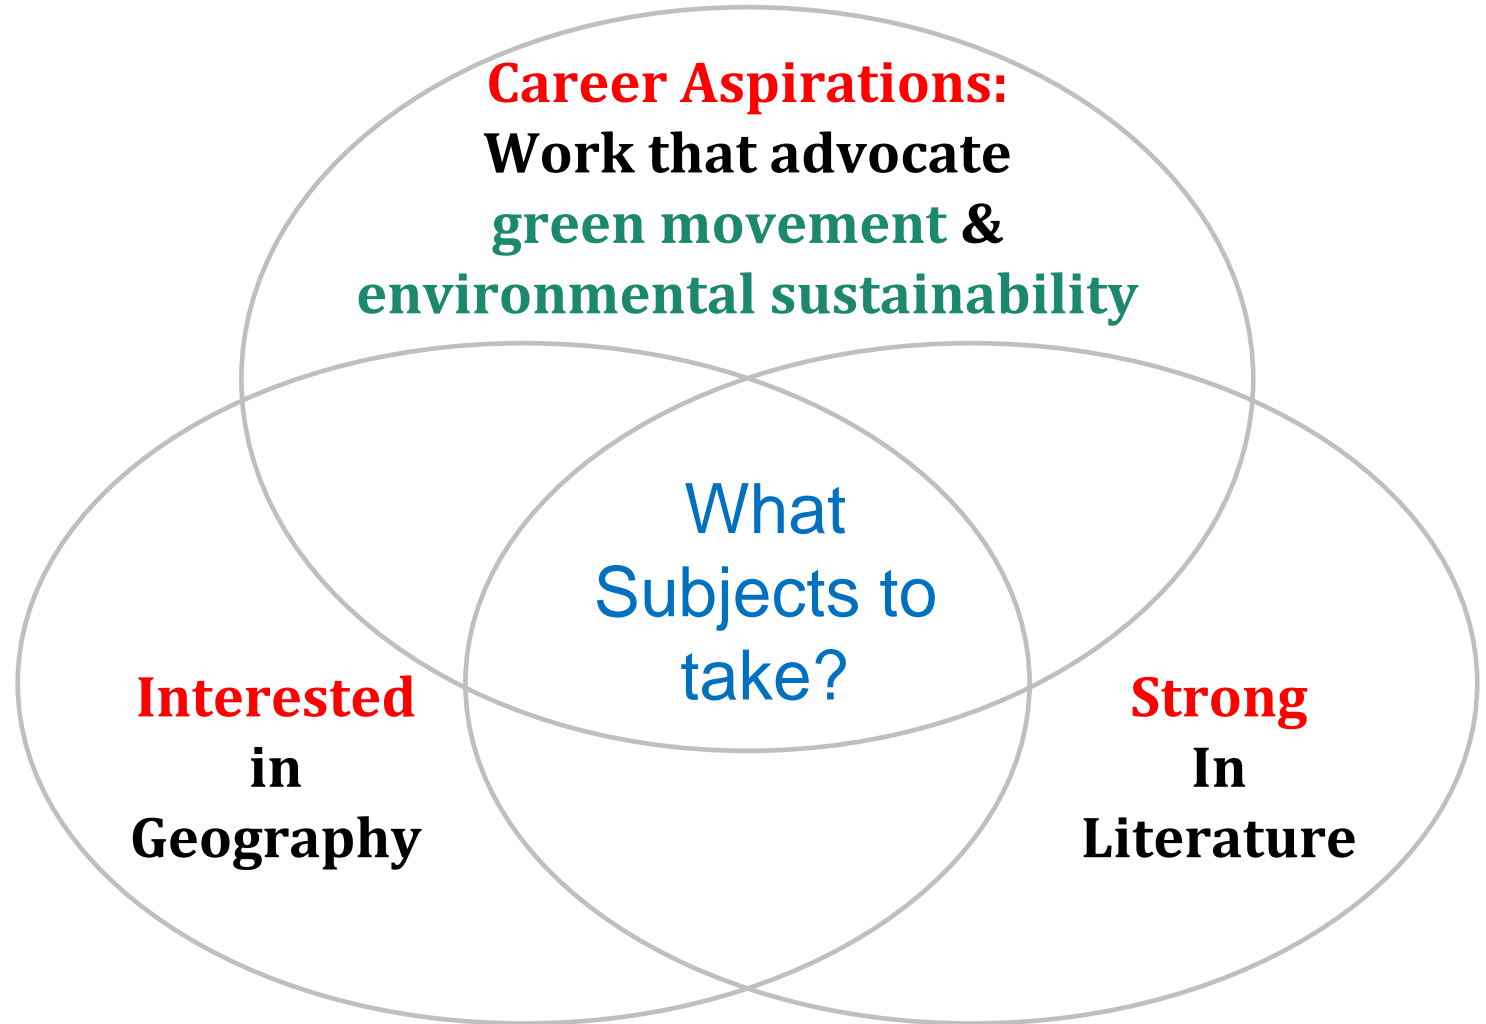 Career Aspirations:
Work that advocate
green movement &
environmental sustainability
What
Subjects to
take?
Interested
in
Geography
Strong
In
Literature